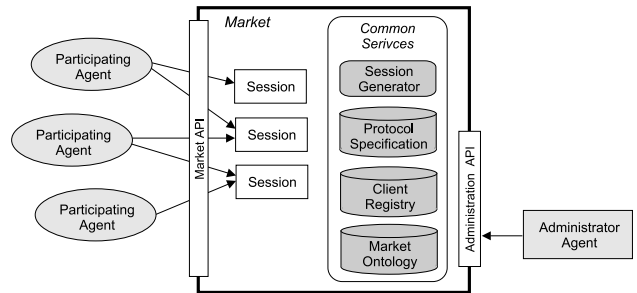 Market
Common
Serivces
Participating
Agent
Participating
Agent
Participating
Agent
Market API
Session
Session
Session
Session
Generator
Protocol
Specification
Client
Registry
Market
Ontology
Administration API
Administrator
Agent